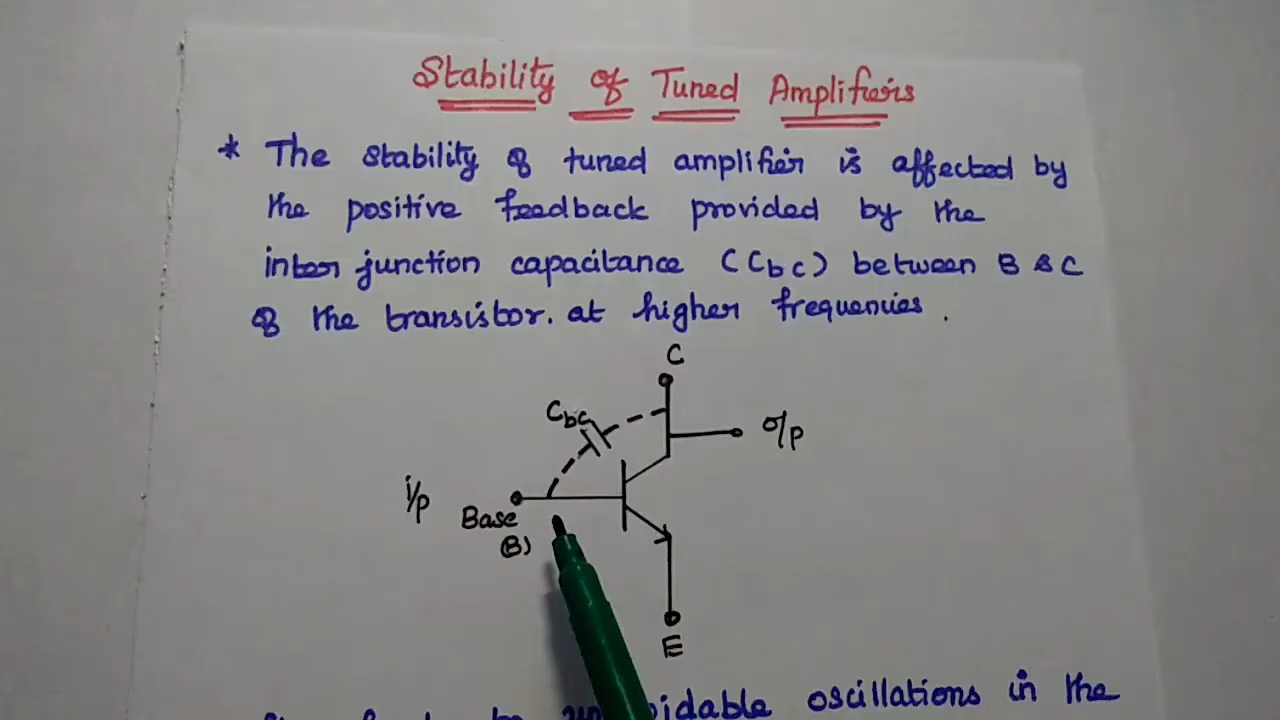 Stability of Tuned Amplifiers
* The stability of tuned amplifier is affected by
the positive feedback provided by the
inter junction capacitance (Cbc) between B & C
of the transistor. at higher frequencies.
C
Cbc
o/p
i/p
Base
(B)
E
oscillations in the